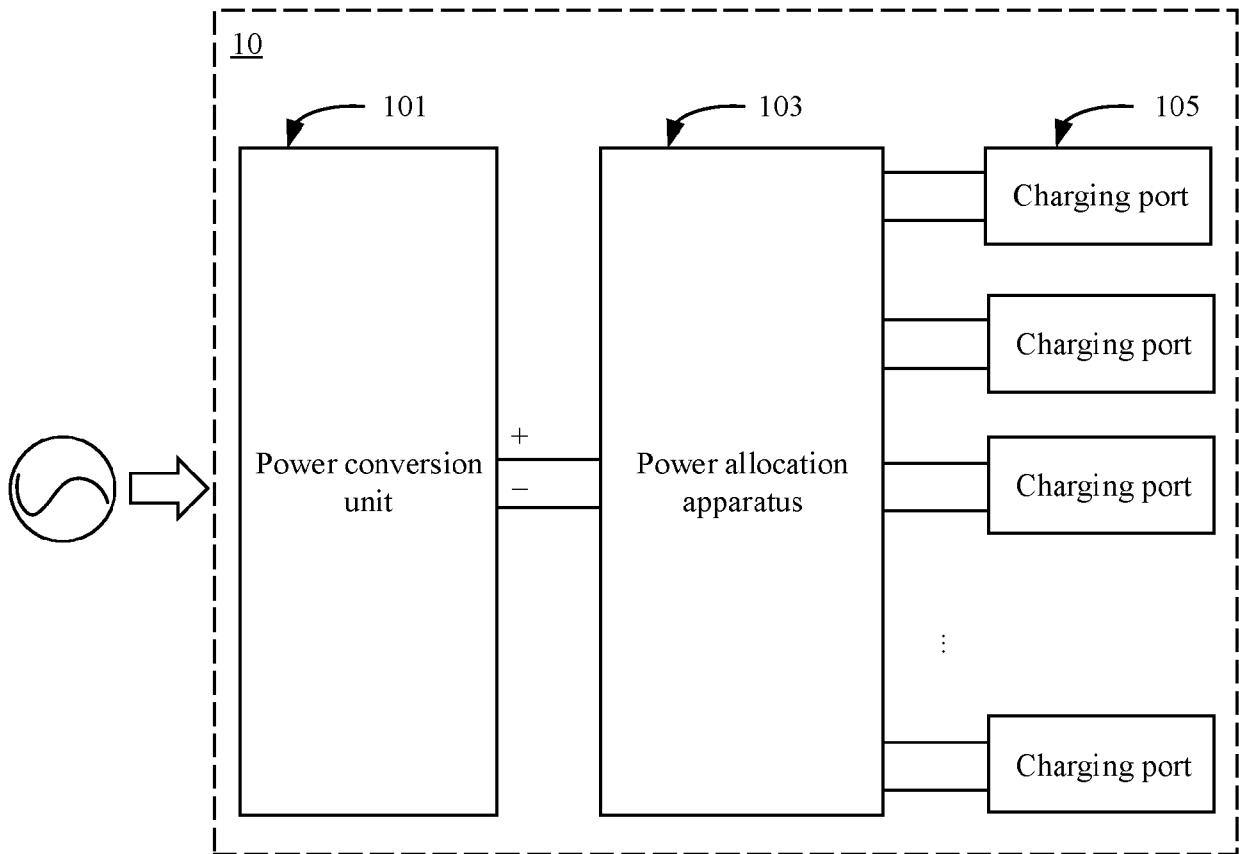 10
101
103
105
Charging port
Charging port
+
−
Power conversion
unit
Power allocation
apparatus
Charging port
⋮
Charging port